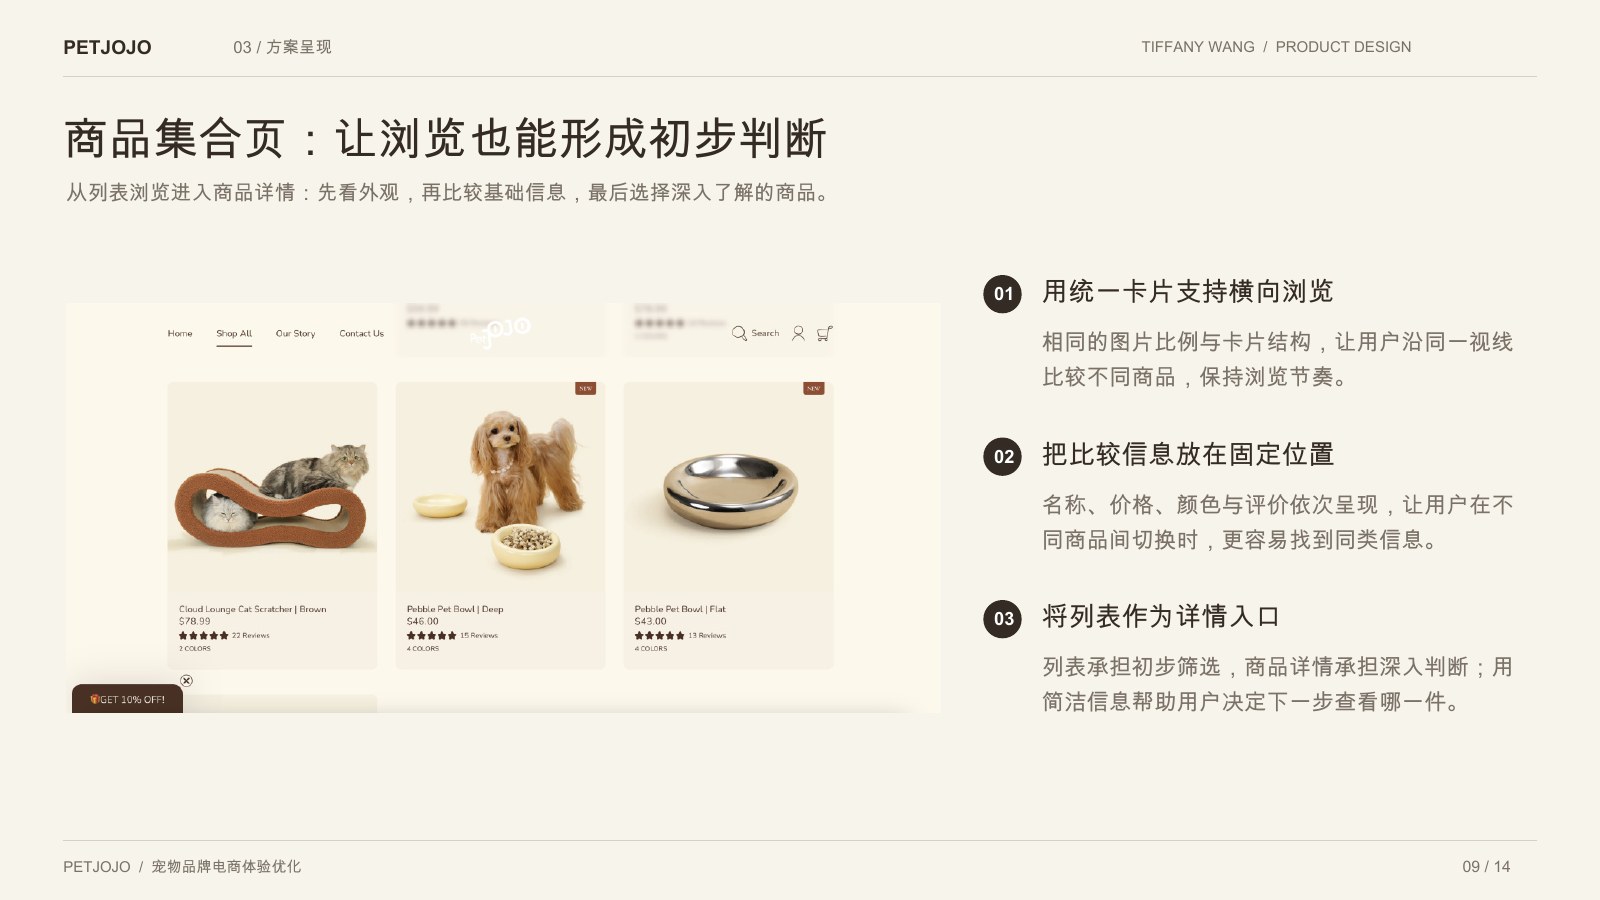 PETJOJO
03 / 方案呈现
TIFFANY WANG / PRODUCT DESIGN
商品集合页：让浏览也能形成初步判断
从列表浏览进入商品详情：先看外观，再比较基础信息，最后选择深入了解的商品。
Home Shop All Our Story Contact Us
PetJOJO
Search
NEW
NEW
Cloud Lounge Cat Scratcher | Brown
$78.99
22 Reviews
2 COLORS
Pebble Pet Bowl | Deep
$46.00
15 Reviews
4 COLORS
Pebble Pet Bowl | Flat
$43.00
13 Reviews
4 COLORS
GET 10% OFF!
01 用统一卡片支持横向浏览
相同的图片比例与卡片结构，让用户沿同一视线
比较不同商品，保持浏览节奏。
02 把比较信息放在固定位置
名称、价格、颜色与评价依次呈现，让用户在不
同商品间切换时，更容易找到同类信息。
03 将列表作为详情入口
列表承担初步筛选，商品详情承担深入判断；用
简洁信息帮助用户决定下一步查看哪一件。
PETJOJO / 宠物品牌电商体验优化
09 / 14